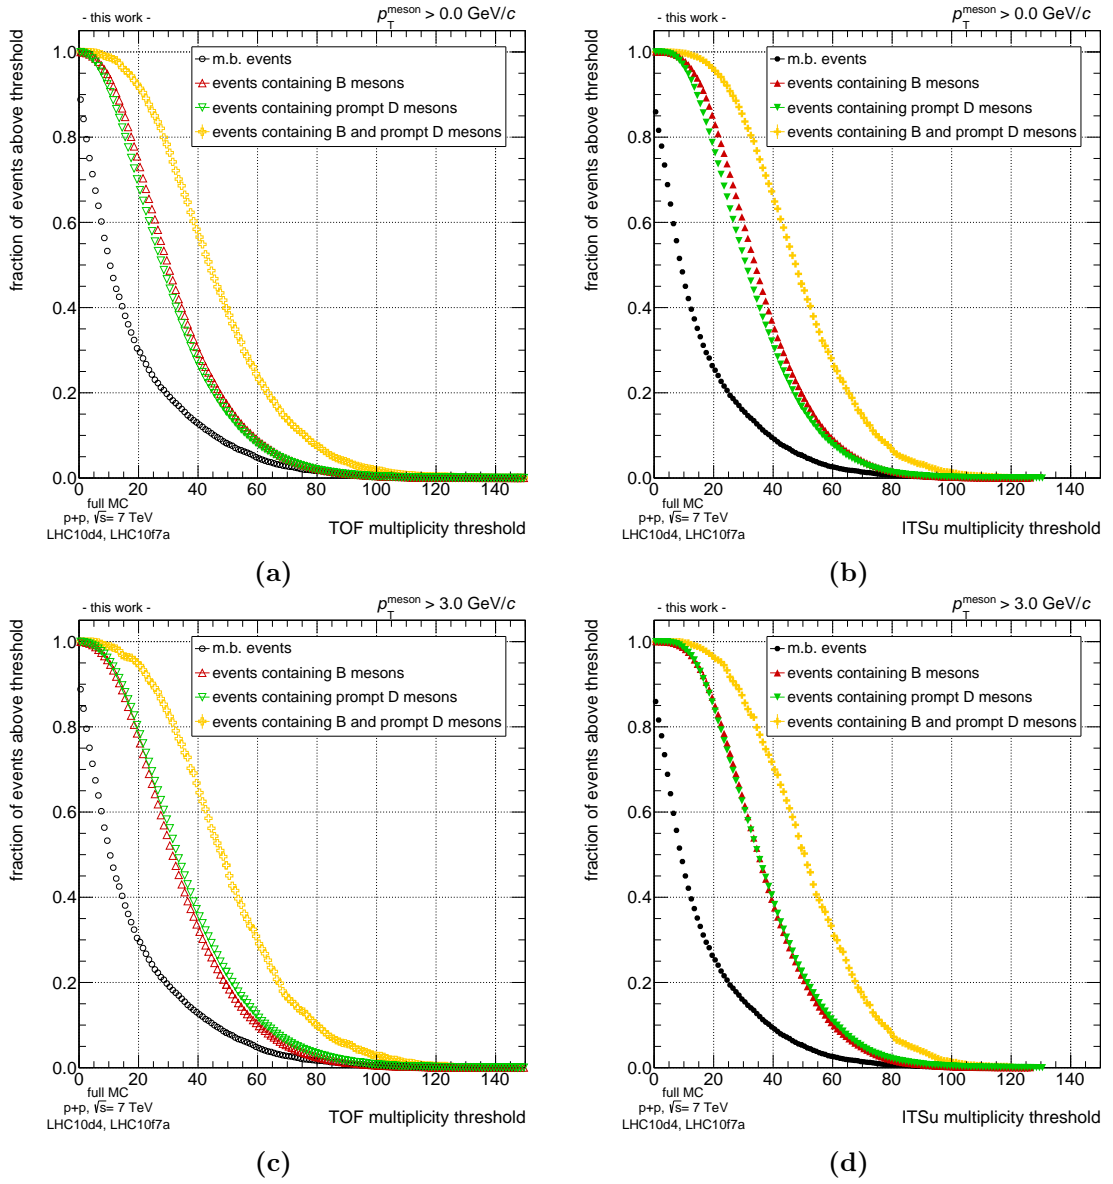 - this work -
p_T^meson > 0.0 GeV/c
fraction of events above threshold
1.0
0.8
0.6
0.4
0.2
0.0
m.b. events
events containing B mesons
events containing prompt D mesons
events containing B and prompt D mesons
0 20 40 60 80 100 120 140
full MC
p+p, √s= 7 TeV
LHC10d4, LHC10f7a
TOF multiplicity threshold
(a)
- this work -
p_T^meson > 0.0 GeV/c
fraction of events above threshold
1.0
0.8
0.6
0.4
0.2
0.0
m.b. events
events containing B mesons
events containing prompt D mesons
events containing B and prompt D mesons
0 20 40 60 80 100 120 140
full MC
p+p, √s= 7 TeV
LHC10d4, LHC10f7a
ITSu multiplicity threshold
(b)
- this work -
p_T^meson > 3.0 GeV/c
fraction of events above threshold
1.0
0.8
0.6
0.4
0.2
0.0
m.b. events
events containing B mesons
events containing prompt D mesons
events containing B and prompt D mesons
0 20 40 60 80 100 120 140
full MC
p+p, √s= 7 TeV
LHC10d4, LHC10f7a
TOF multiplicity threshold
(c)
- this work -
p_T^meson > 3.0 GeV/c
fraction of events above threshold
1.0
0.8
0.6
0.4
0.2
0.0
m.b. events
events containing B mesons
events containing prompt D mesons
events containing B and prompt D mesons
0 20 40 60 80 100 120 140
full MC
p+p, √s= 7 TeV
LHC10d4, LHC10f7a
ITSu multiplicity threshold
(d)